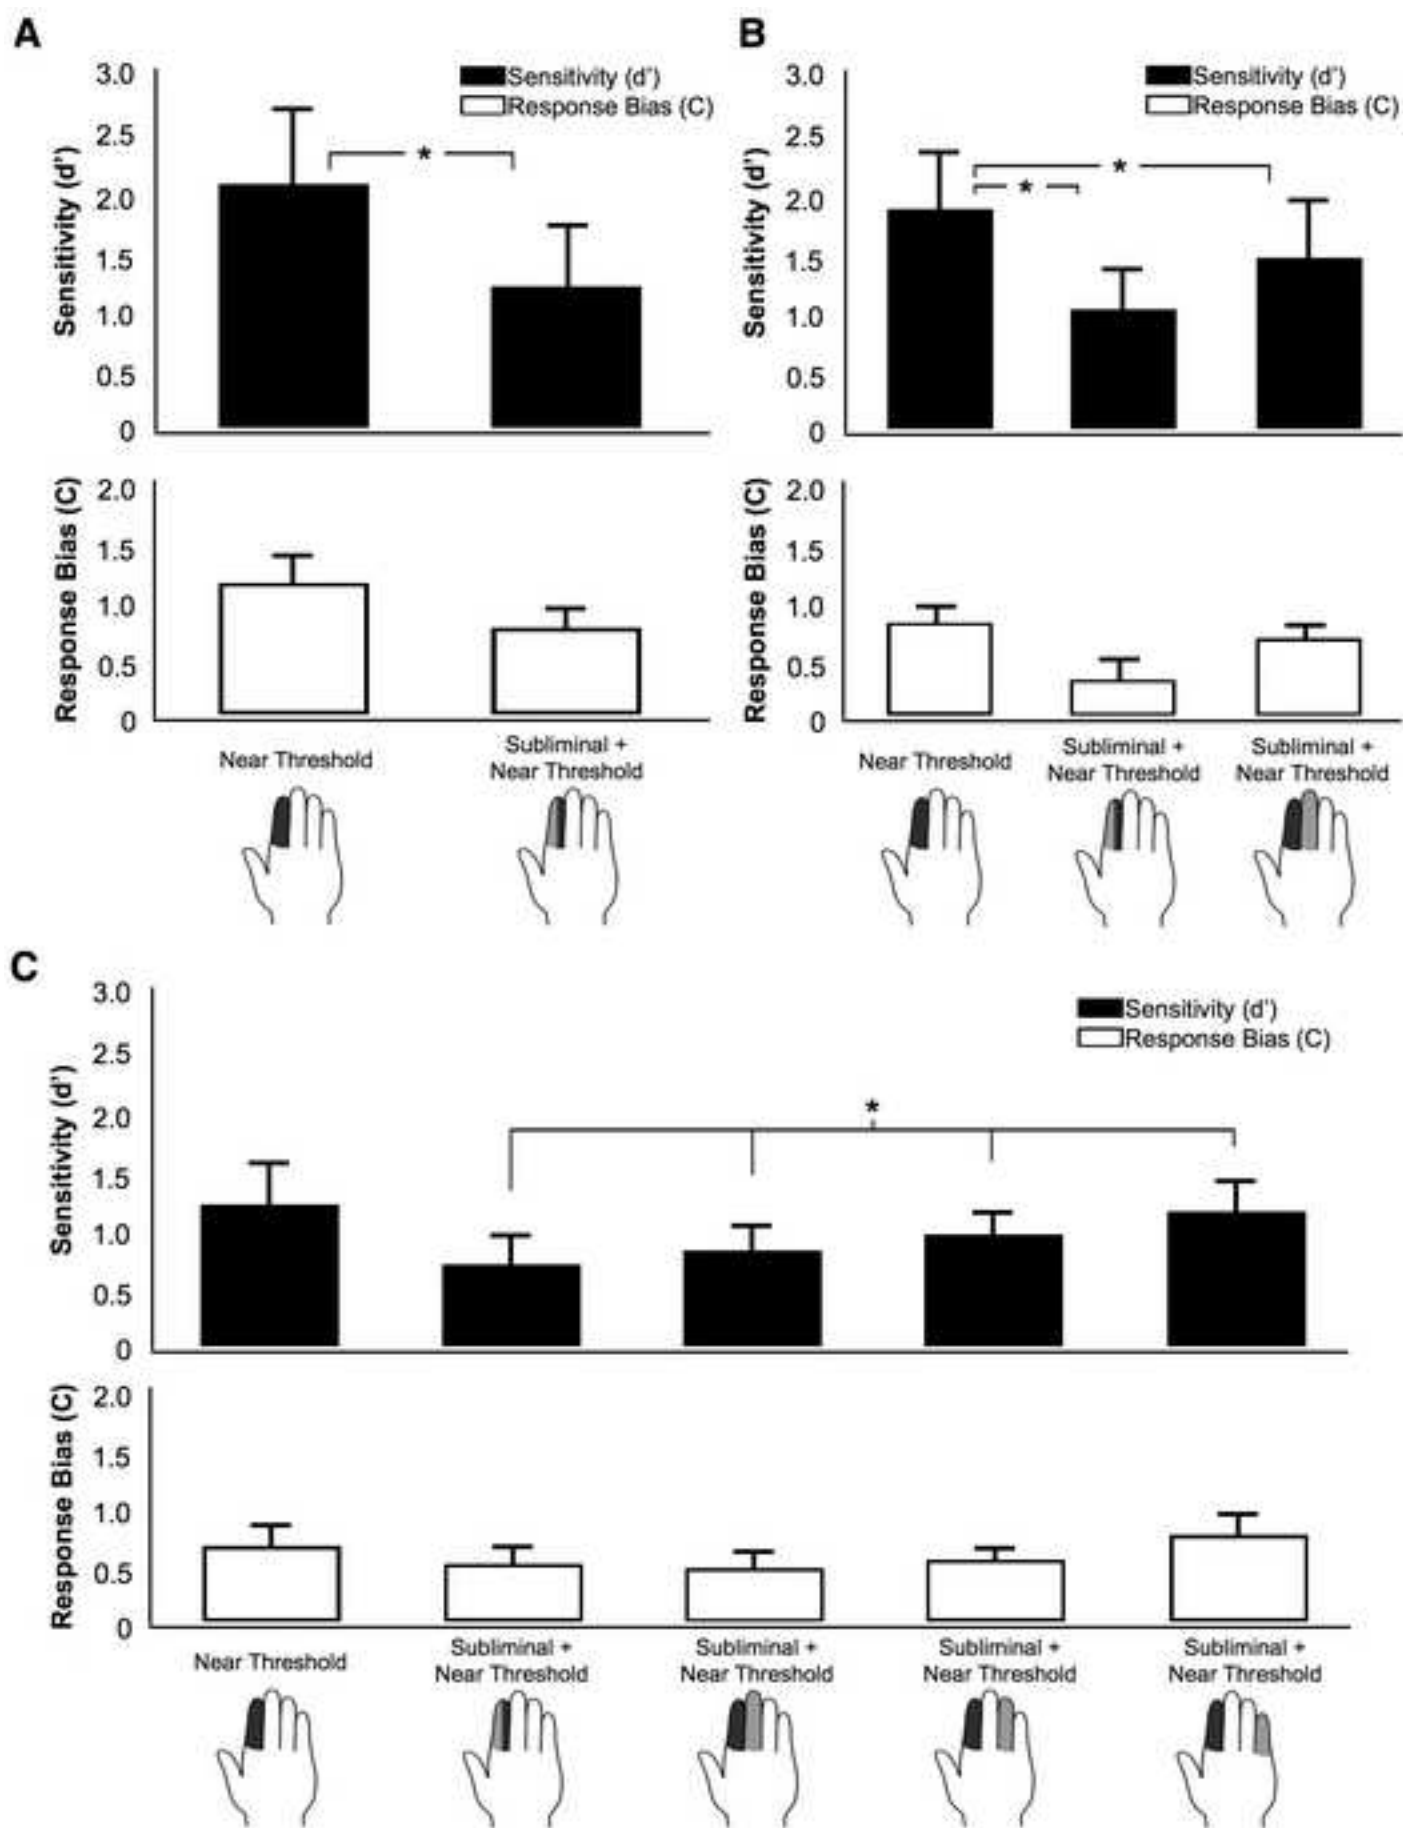 A
B
Sensitivity (d')
Response Bias (C)
Sensitivity (d')
Response Bias (C)
Sensitivity (d')
3.0
2.5
2.0
1.5
1.0
0.5
0
*
Sensitivity (d')
3.0
2.5
2.0
1.5
1.0
0.5
0
*
*
Response Bias (C)
2.0
1.5
1.0
0.5
0
Response Bias (C)
2.0
1.5
1.0
0.5
0
Near Threshold
Subliminal +
Near Threshold
Near Threshold
Subliminal +
Near Threshold
Subliminal +
Near Threshold
C
Sensitivity (d')
Response Bias (C)
Sensitivity (d')
3.0
2.5
2.0
1.5
1.0
0.5
0
*
Response Bias (C)
2.0
1.5
1.0
0.5
0
Near Threshold
Subliminal +
Near Threshold
Subliminal +
Near Threshold
Subliminal +
Near Threshold
Subliminal +
Near Threshold